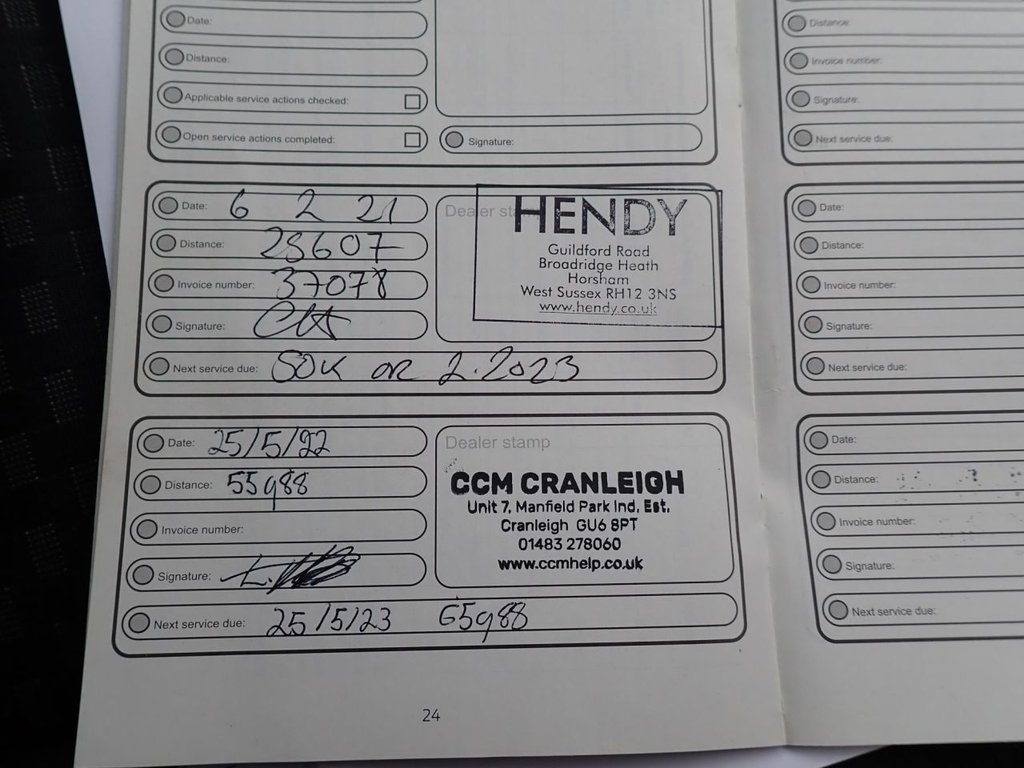 Date:
Distance:
Applicable service actions checked:
Open service actions completed:
Signature:
Date: 6 2 21
Distance: 28607
Invoice number: 37078
Signature:
Next service due: 50K OR 2.2023
Dealer sta
HENDY
Guildford Road
Broadridge Heath
Horsham
West Sussex RH12 3NS
www.hendy.co.uk
Date: 25/5/22
Distance: 55988
Invoice number:
Signature:
Next service due: 25/5/23 65988
Dealer stamp
CCM CRANLEIGH
Unit 7, Manfield Park Ind. Est.
Cranleigh GU6 8PT
01483 278060
www.ccmhelp.co.uk
24
Distance:
Invoice number:
Signature:
Next service due:
Date:
Distance:
Invoice number:
Signature:
Next service due:
Date:
Distance:
Invoice number:
Signature:
Next service due: